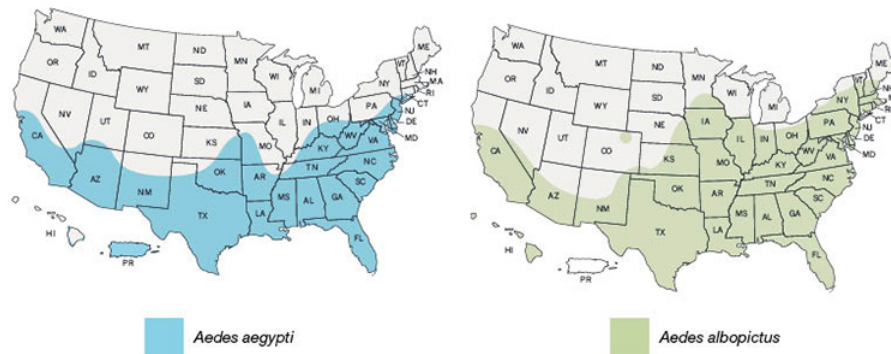 WA
MT
ND
MN
ME
OR
ID
SD
WI
MI
VT
NY
NH
MA
RI
CT
WY
NE
IA
PA
NJ
DE
MD
NV
UT
CO
KS
IL
IN
OH
WV
VA
CA
MO
KY
NC
AZ
NM
OK
AR
TN
SC
TX
LA
MS
AL
GA
FL
HI
PR
WA
MT
ND
MN
ME
OR
ID
SD
WI
MI
VT
NY
CT
WY
NE
IA
PA
NJ
DE
MD
NV
UT
CO
KS
IL
IN
OH
WV
VA
CA
MO
KY
NC
AZ
NM
OK
AR
TN
SC
TX
LA
MS
AL
GA
FL
HI
PR
Aedes aegypti
Aedes albopictus